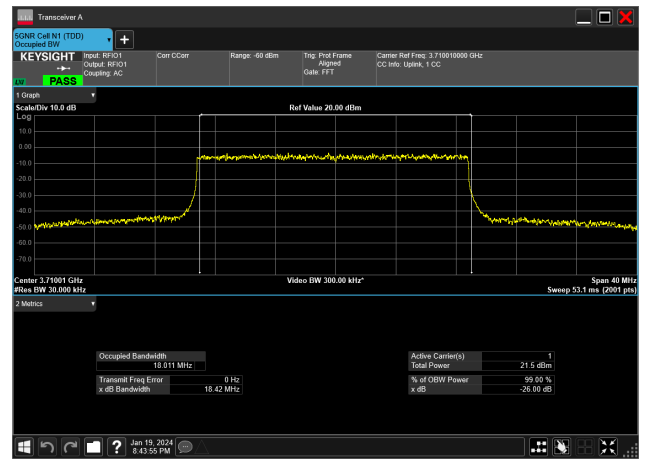 Transceiver A
5GNR Cell N1 (TDD)
Occupied BW
KEYSIGHT
Input: RFIO1
Output: RFIO1
Coupling: AC
Corr CCorr
Range: -60 dBm
Trig: Prot Frame
Aligned
Gate: FFT
Carrier Ref Freq: 3.710010000 GHz
CC Info: Uplink, 1 CC
LW PASS
1 Graph
Scale/Div 10.0 dB
Ref Value 20.00 dBm
Log
10.0
0.00
-10.0
-20.0
-30.0
-40.0
-50.0
-60.0
-70.0
Center 3.71001 GHz
Video BW 300.00 kHz*
Span 40 MHz
#Res BW 30.000 kHz
Sweep 53.1 ms (2001 pts)
2 Metrics
Occupied Bandwidth
18.011 MHz
Transmit Freq Error 0 Hz
x dB Bandwidth 18.42 MHz
Active Carrier(s) 1
Total Power 21.5 dBm
% of OBW Power 99.00 %
x dB -26.00 dB
?
Jan 19, 2024
8:43:55 PM